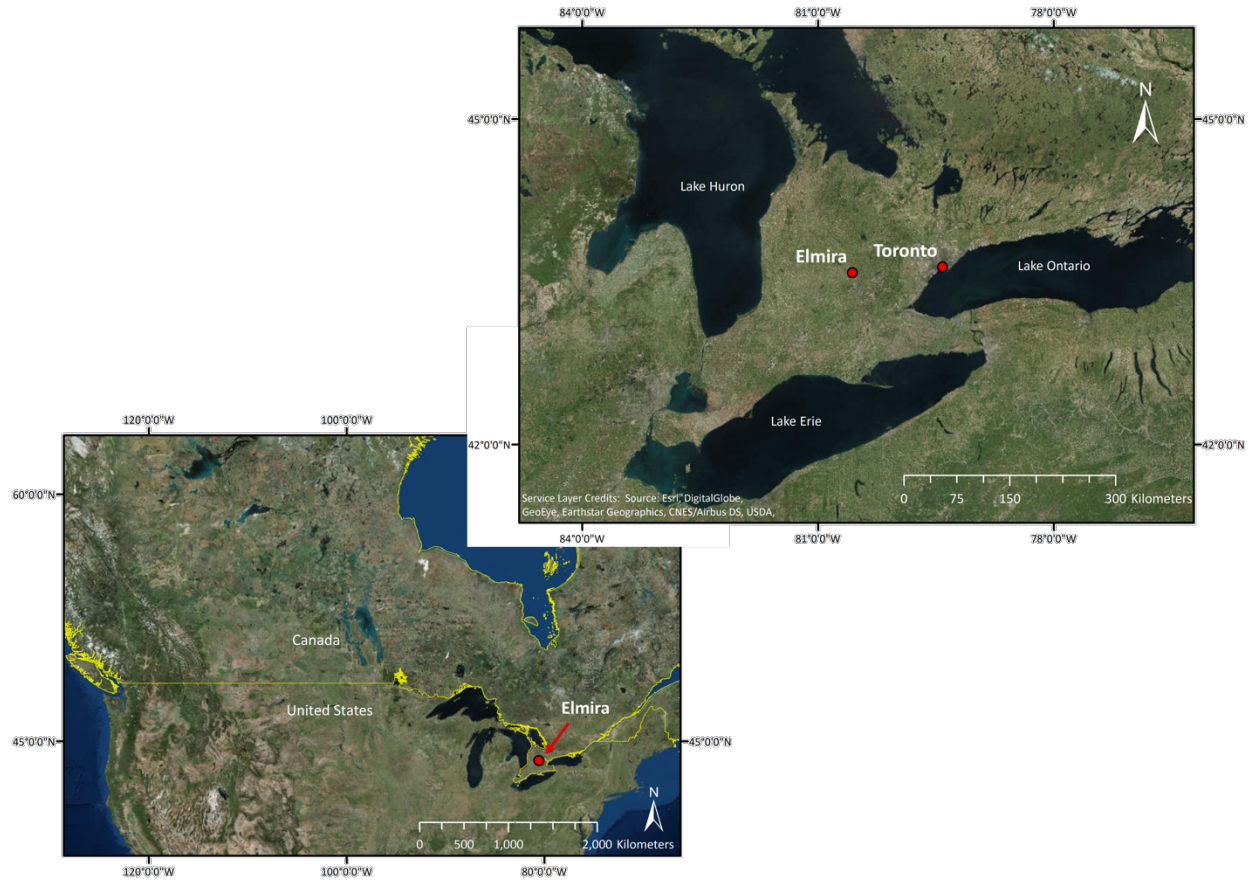 84°0'0"W 81°0'0"W 78°0'0"W
N
45°0'0"N 45°0'0"N
Lake Huron
Elmira Toronto
Lake Ontario
Lake Erie
42°0'0"N 42°0'0"N
0 75 150 300 Kilometers
Service Layer Credits: Source: Esri, DigitalGlobe,
GeoEye, Earthstar Geographics, CNES/Airbus DS, USDA,
84°0'0"W 81°0'0"W 78°0'0"W
120°0'0"W 100°0'0"W
60°0'0"N
Canada
United States
Elmira
45°0'0"N 45°0'0"N
N
0 500 1,000 2,000 Kilometers
120°0'0"W 100°0'0"W 80°0'0"W